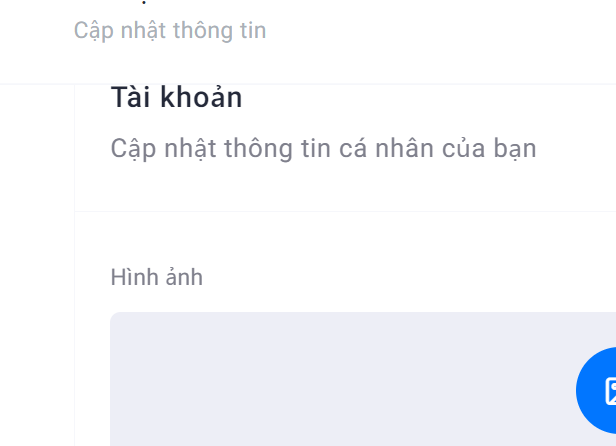 Cập nhật thông tin
Tài khoản
Cập nhật thông tin cá nhân của bạn
Hình ảnh